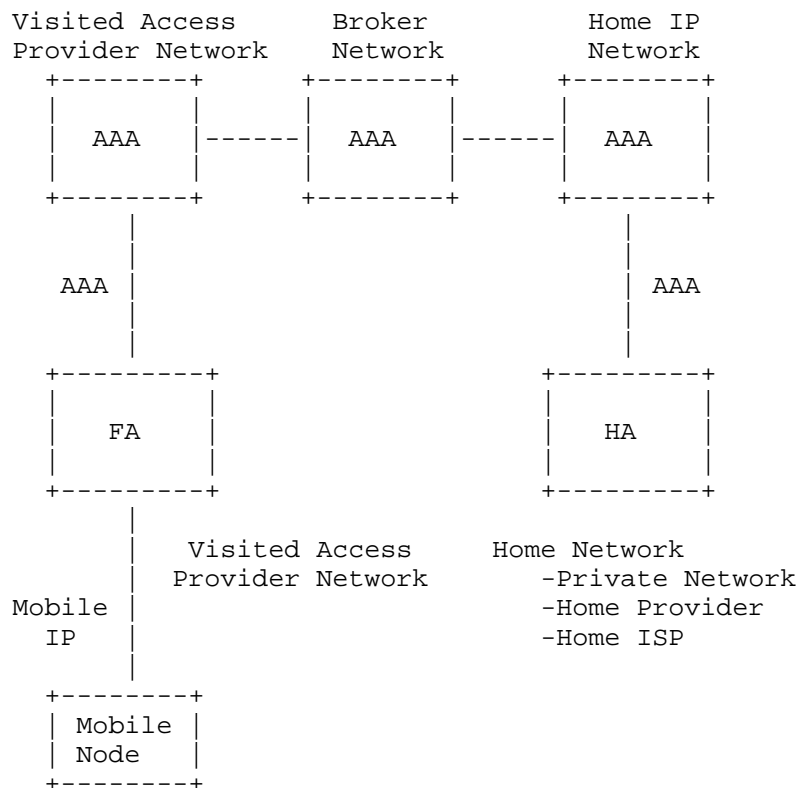 Visited Access Broker Home IP
Provider Network Network Network
AAA AAA AAA
AAA AAA
FA HA
Visited Access Home Network
Provider Network -Private Network
Mobile -Home Provider
IP -Home ISP
Mobile
Node